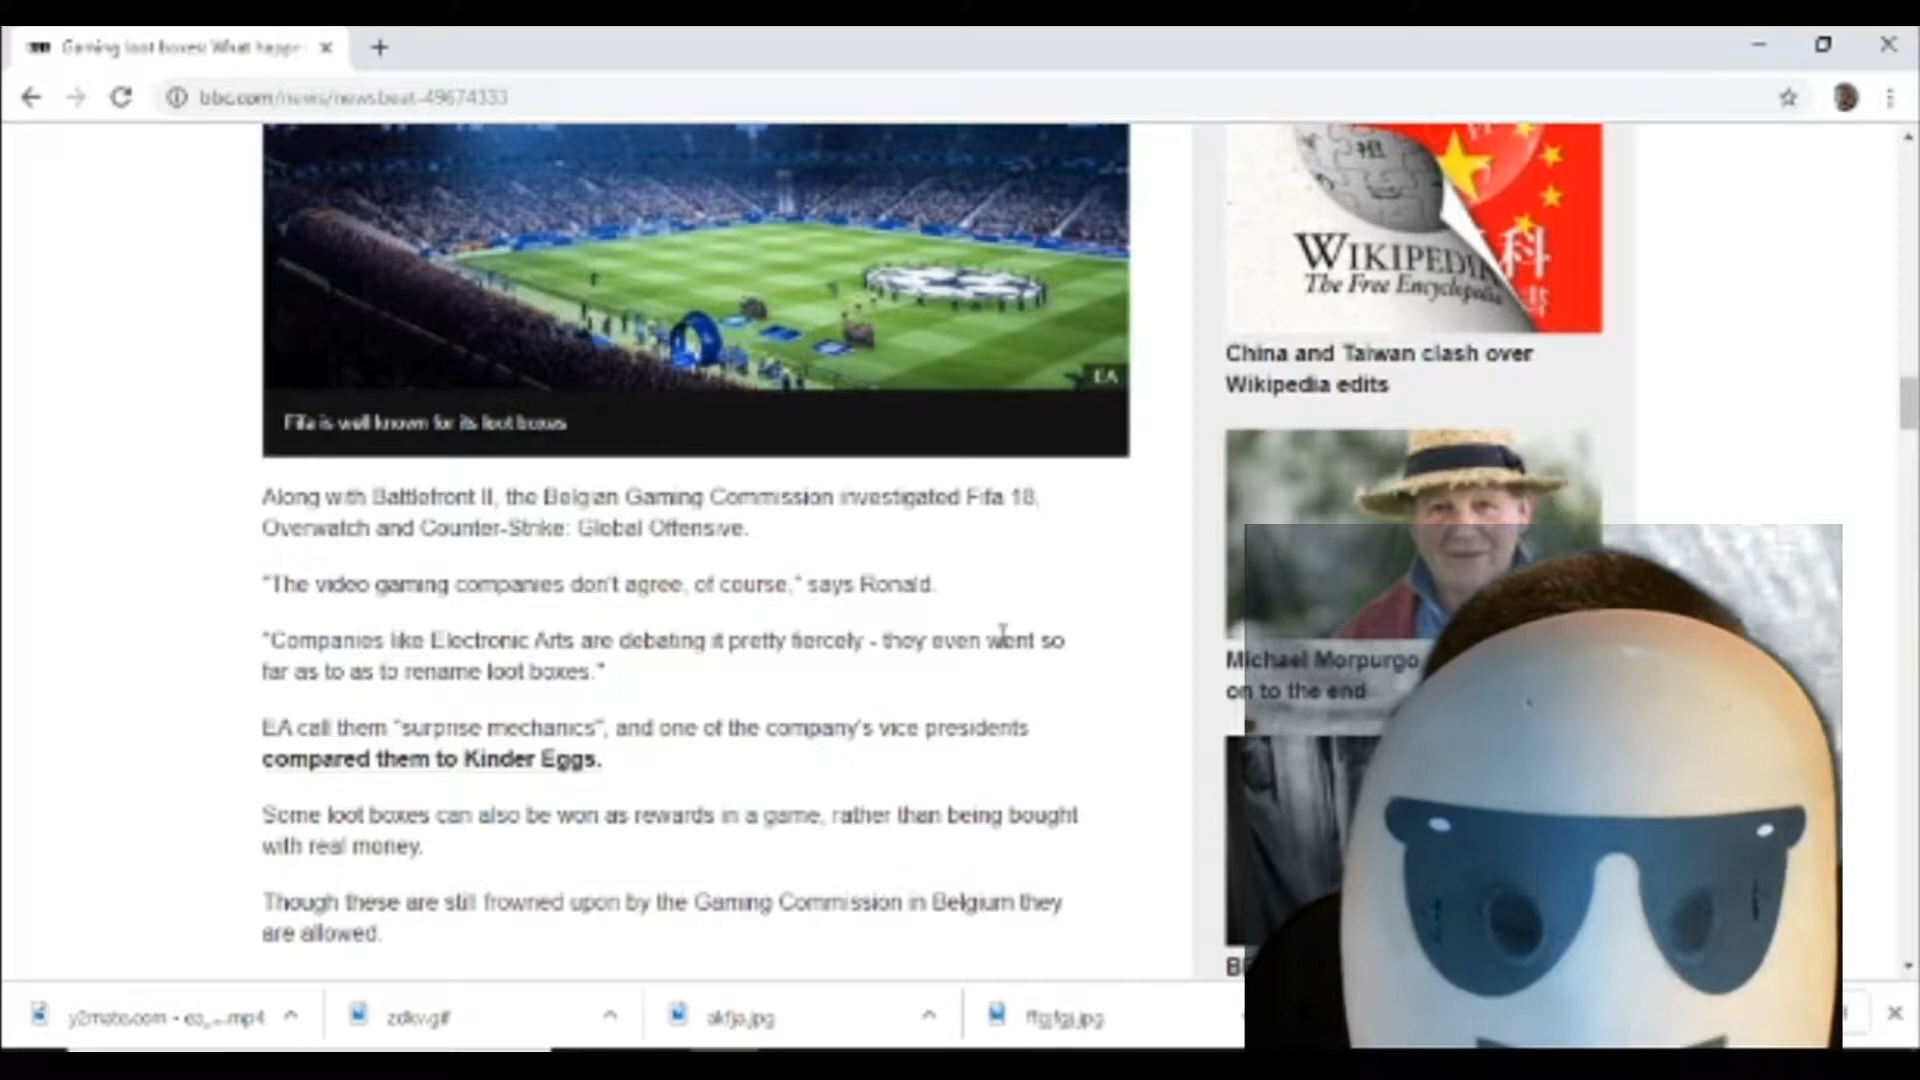 Gaming loot boxes: What happe
bbc.com/news/newsbeat-49674333
EA
Fifa is well known for its loot boxes
Along with Battlefront II, the Belgian Gaming Commission investigated Fifa 18,
Overwatch and Counter-Strike: Global Offensive.
"The video gaming companies don't agree, of course," says Ronald.
"Companies like Electronic Arts are debating it pretty fiercely - they even went so
far as to as to rename loot boxes."
EA call them "surprise mechanics", and one of the company's vice presidents
compared them to Kinder Eggs.
Some loot boxes can also be won as rewards in a game, rather than being bought
with real money.
Though these are still frowned upon by the Gaming Commission in Belgium they
are allowed.
WIKIPEDI
The Free Encyclopedia
科
China and Taiwan clash over
Wikipedia edits
Michael Morpurgo
on to the end
y2mate.com - ea_....mp4
zdkv.gif
akfja.jpg